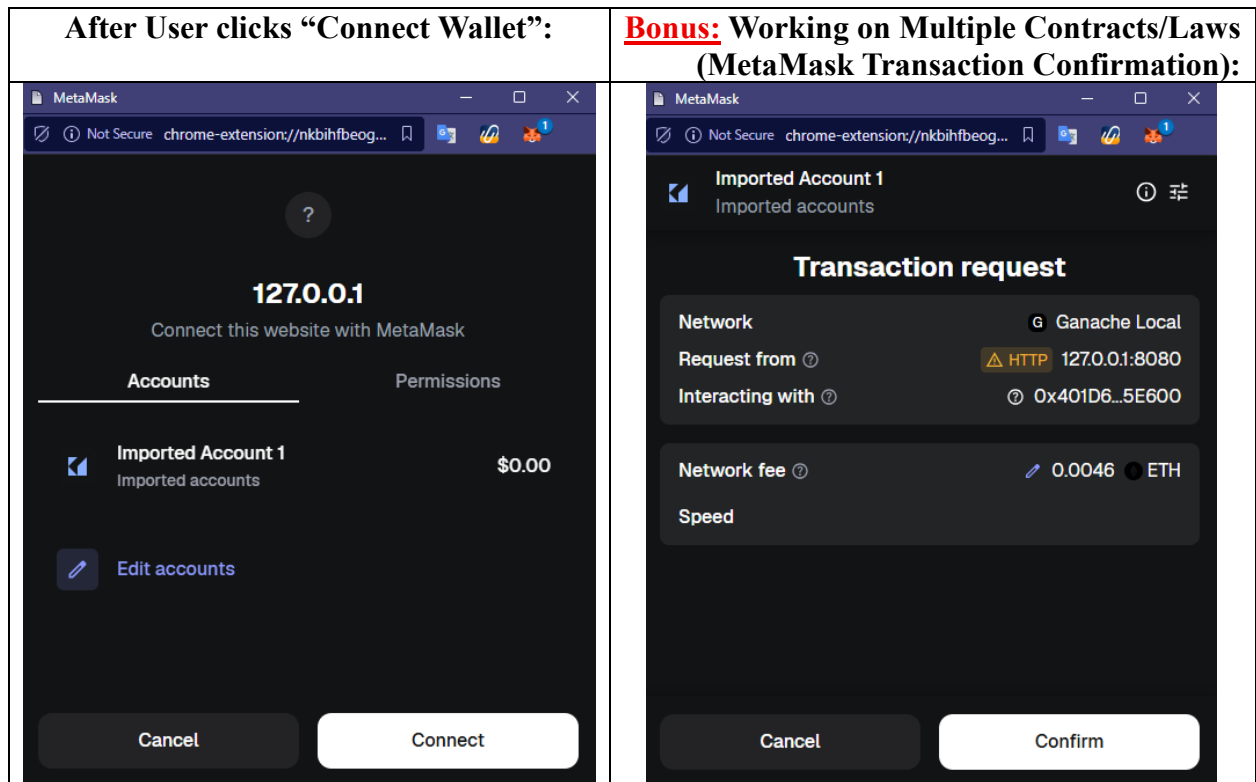 After User clicks “Connect Wallet”:
MetaMask
Not Secure chrome-extension://nkbihfbeog...
1
?
127.0.0.1
Connect this website with MetaMask
Accounts Permissions
Imported Account 1
Imported accounts
$0.00
Edit accounts
Cancel Connect
Bonus: Working on Multiple Contracts/Laws
(MetaMask Transaction Confirmation):
MetaMask
Not Secure chrome-extension://nkbihfbeog...
1
Imported Account 1
Imported accounts
Transaction request
Network G Ganache Local
Request from HTTP 127.0.0.1:8080
Interacting with 0x401D6...5E600
Network fee 0.0046 ETH
Speed
Cancel Confirm